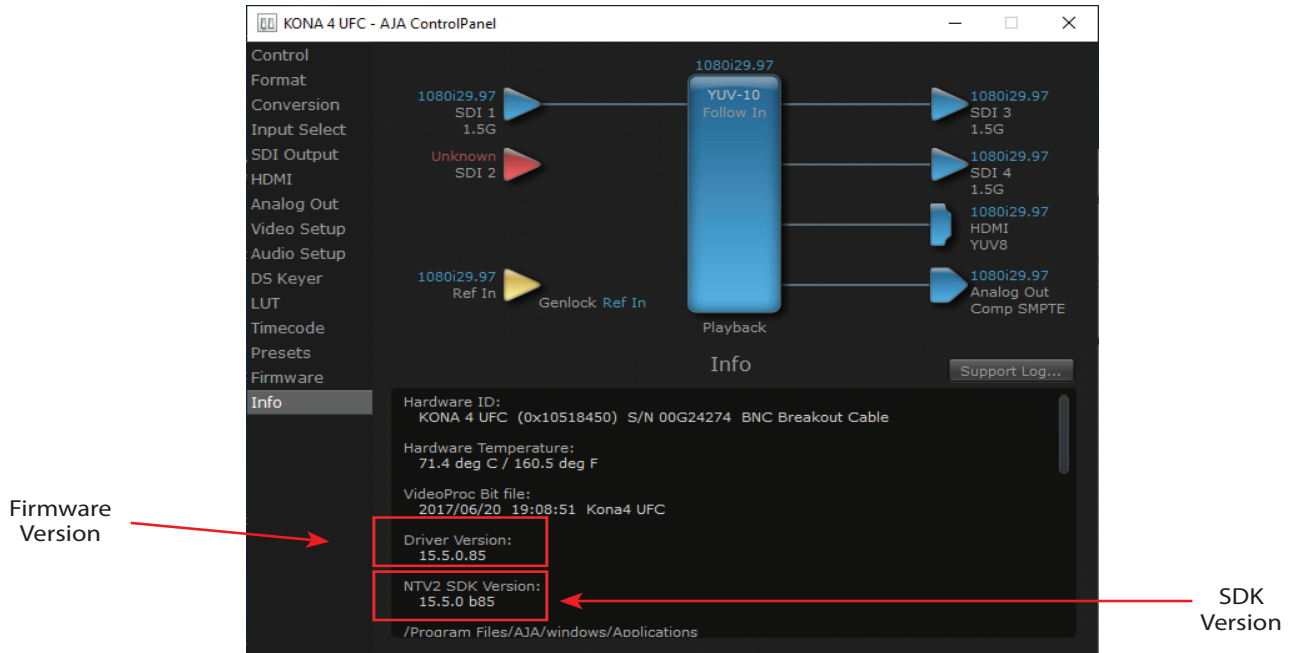 KONA 4 UFC - AJA ControlPanel
Control
Format
Conversion
Input Select
SDI Output
HDMI
Analog Out
Video Setup
Audio Setup
DS Keyer
LUT
Timecode
Presets
Firmware
Info
1080i29.97
YUV-10
Follow In
Playback
1080i29.97
SDI 1
1.5G
Unknown
SDI 2
1080i29.97
Ref In
Genlock Ref In
1080i29.97
SDI 3
1.5G
1080i29.97
SDI 4
1.5G
1080i29.97
HDMI
YUV8
1080i29.97
Analog Out
Comp SMPTE
Info
Support Log...
Hardware ID:
KONA 4 UFC (0x10518450) S/N 00G24274 BNC Breakout Cable
Hardware Temperature:
71.4 deg C / 160.5 deg F
VideoProc Bit file:
2017/06/20 19:08:51 Kona4 UFC
Driver Version:
15.5.0.85
NTV2 SDK Version:
15.5.0 b85
/Program Files/AJA/windows/Applications
Firmware
Version
SDK
Version